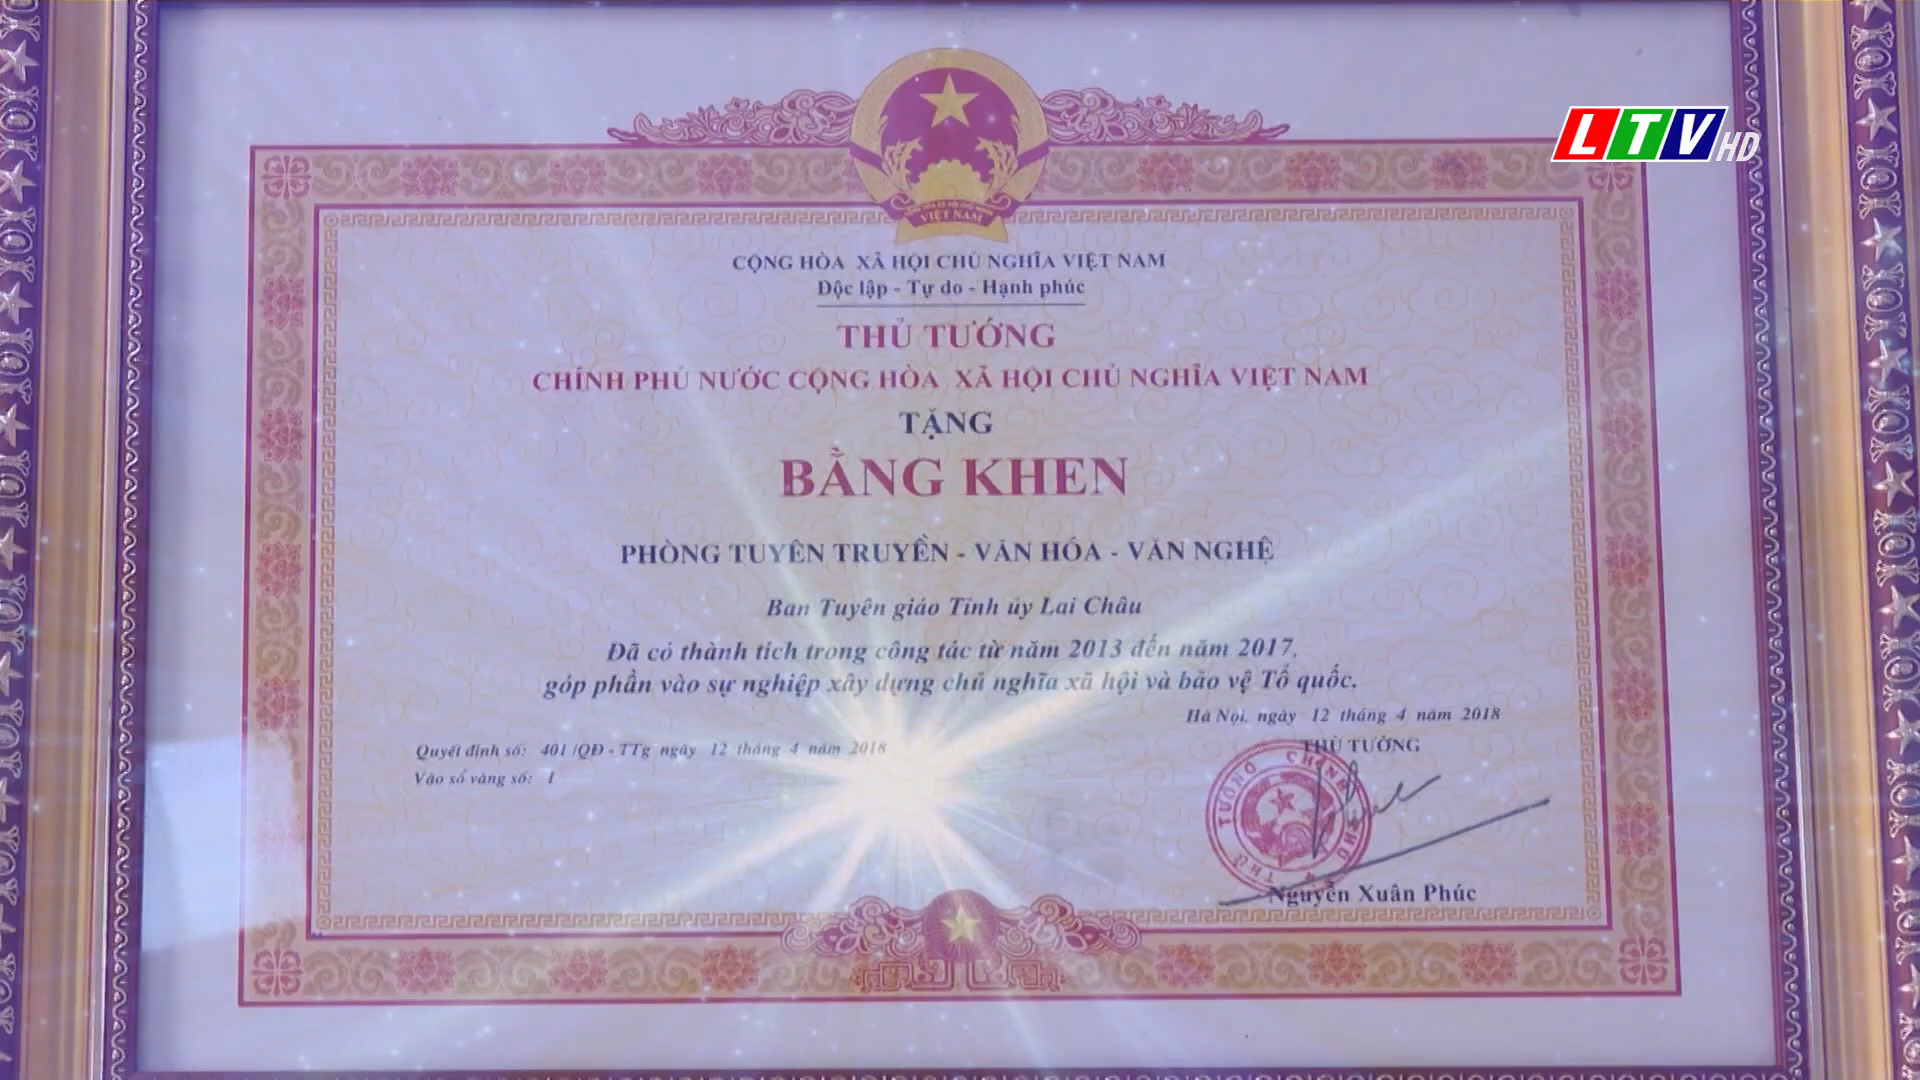 LTV HD
VIỆT NAM
CỘNG HÒA XÃ HỘI CHỦ NGHĨA VIỆT NAM
Độc lập - Tự do - Hạnh phúc
THỦ TƯỚNG
CHÍNH PHỦ NƯỚC CỘNG HÒA XÃ HỘI CHỦ NGHĨA VIỆT NAM
TẶNG
BẰNG KHEN
PHÒNG TUYÊN TRUYỀN - VĂN HÓA - VĂN NGHỆ
Ban Tuyên giáo Tỉnh ủy Lai Châu
Đã có thành tích trong công tác từ năm 2013 đến năm 2017,
góp phần vào sự nghiệp xây dựng chủ nghĩa xã hội và bảo vệ Tổ quốc.
Hà Nội, ngày 12 tháng 4 năm 2018
Quyết định số: 401 /QĐ - TTg ngày 12 tháng 4 năm 2018
Vào sổ vàng số: 1
THỦ TƯỚNG
THỦ TƯỚNG CHÍNH PHỦ
Nguyễn Xuân Phúc